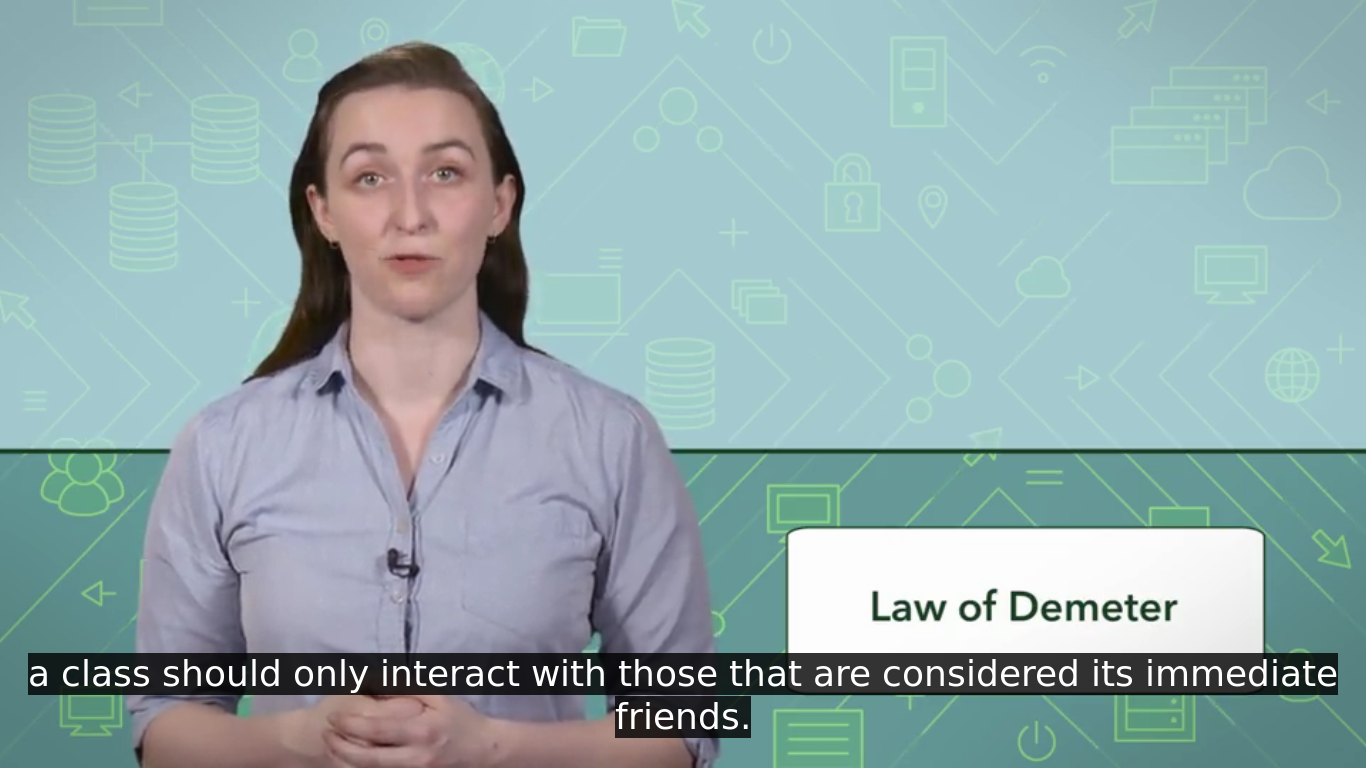 Law of Demeter
a class should only interact with those that are considered its immediate
friends.